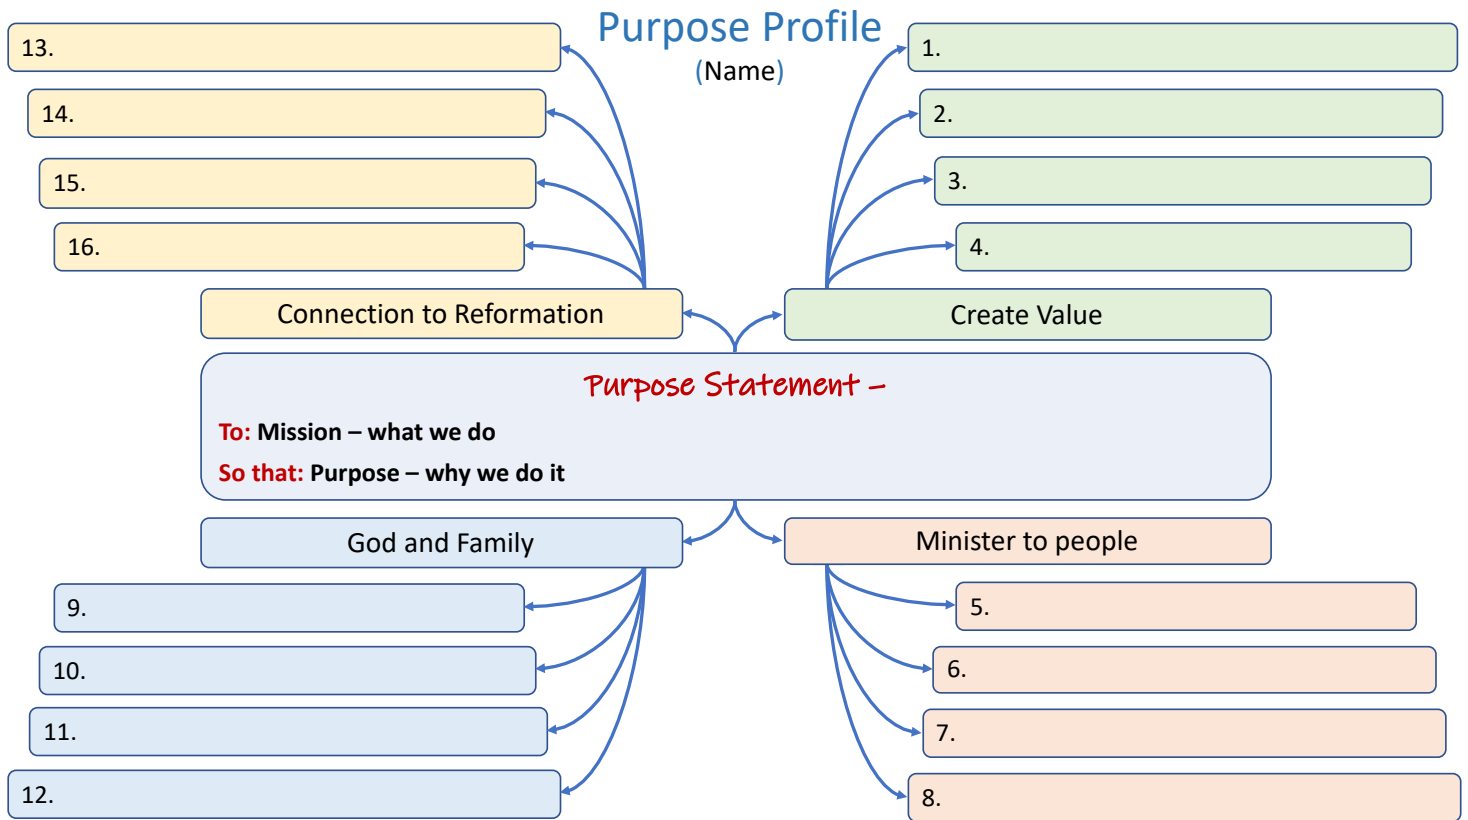 Purpose Profile
(Name)
13.
14.
15.
16.
Connection to Reformation
1.
2.
3.
4.
Create Value
Purpose Statement –
To: Mission – what we do
So that: Purpose – why we do it
God and Family
9.
10.
11.
12.
Minister to people
5.
6.
7.
8.